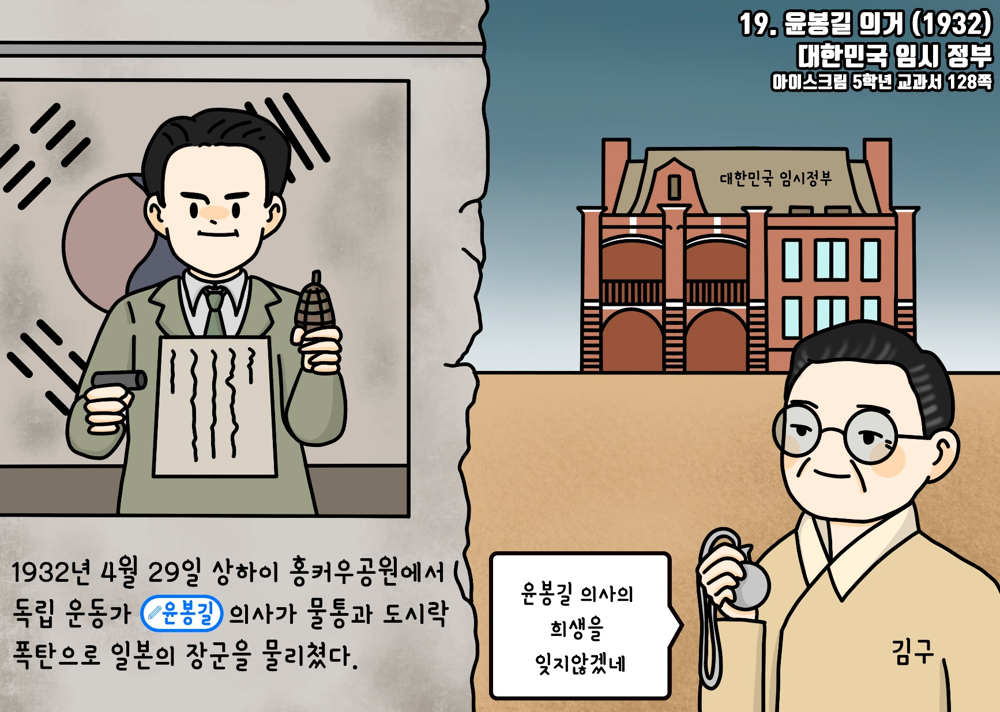 19. 윤봉길 의거 (1932)
대한민국 임시 정부
아이스크림 5학년 교과서 128쪽
대한민국 임시정부
1932년 4월 29일 상하이 홍커우공원에서
독립 운동가 윤봉길 의사가 물통과 도시락
폭탄으로 일본의 장군을 물리쳤다.
윤봉길 의사의
희생을
잊지않겠네
김구